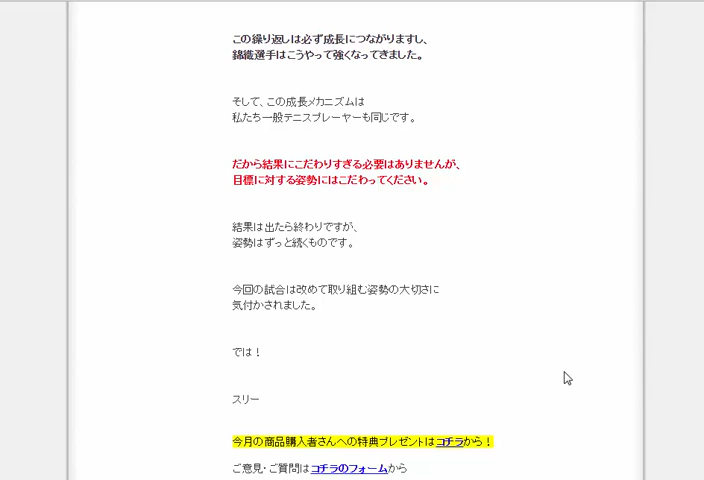 この繰り返しは必ず成長につながりますし、
錦織選手はこうやって強くなってきました。
そして、この成長メカニズムは
私たち一般テニスプレーヤーも同じです。
だから結果にこだわりすぎる必要はありませんが、
目標に対する姿勢にはこだわってください。
結果は出たら終わりですが、
姿勢はずっと続くものです。
今回の試合は改めて取り組む姿勢の大切さに
気付かされました。
では！
スリー
今月の商品購入者さんへの特典プレゼントはコチラから！
ご意見・ご質問はコチラのフォームから